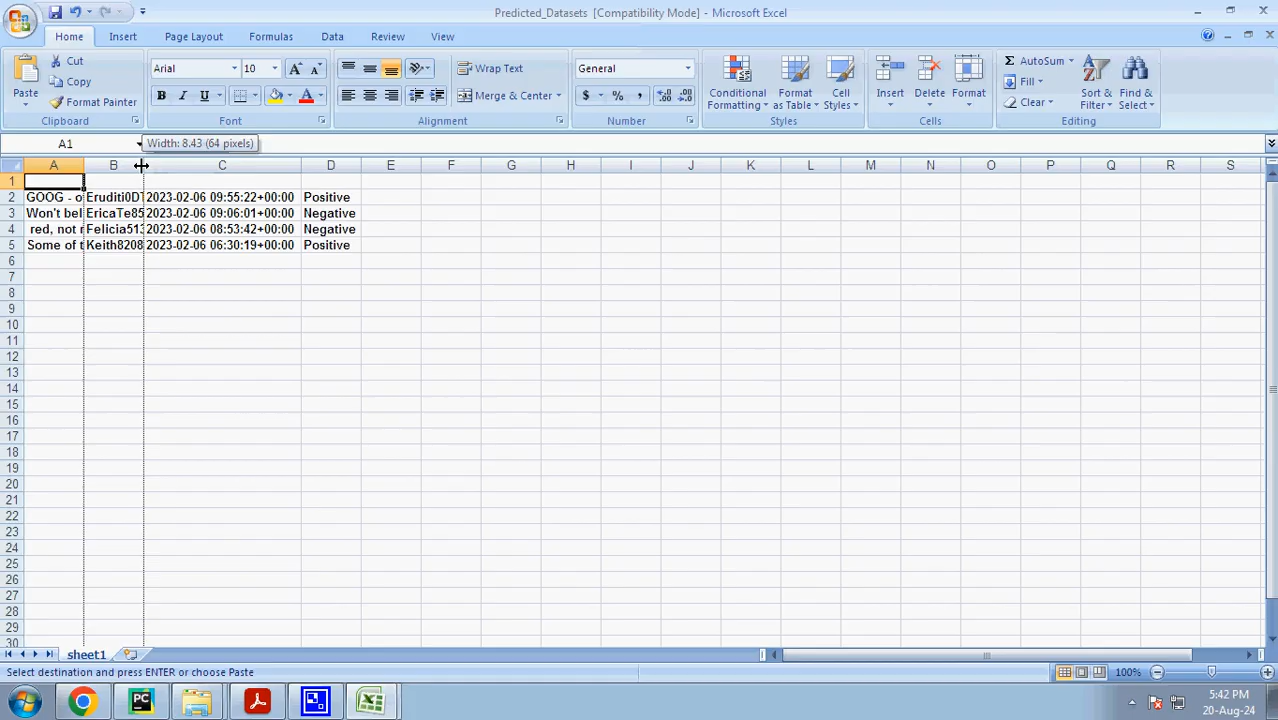 Predicted_Datasets [Compatibility Mode] - Microsoft Excel
Home Insert Page Layout Formulas Data Review View
Paste
Cut
Copy
Format Painter
Clipboard
Arial 10
B I U
Font
Wrap Text
Merge & Center
Alignment
General
$ % ,
Number
Conditional Formatting
Format as Table
Cell Styles
Styles
Insert Delete Format
Cells
Σ AutoSum
Fill
Clear
Sort & Filter
Find & Select
Editing
A1
Width: 8.43 (64 pixels)
A B C D E F G H I J K L M N O P Q R S
1
2 GOOG - o Eruditi0DT 2023-02-06 09:55:22+00:00 Positive
3 Won't bel EricaTe85 2023-02-06 09:06:01+00:00 Negative
4 red, not r Felicia513 2023-02-06 08:53:42+00:00 Negative
5 Some of t Keith8208 2023-02-06 06:30:19+00:00 Positive
6
7
8
9
10
11
12
13
14
15
16
17
18
19
20
21
22
23
24
25
26
27
28
29
30
sheet1
Select destination and press ENTER or choose Paste
100%
PC
5:42 PM
20-Aug-24